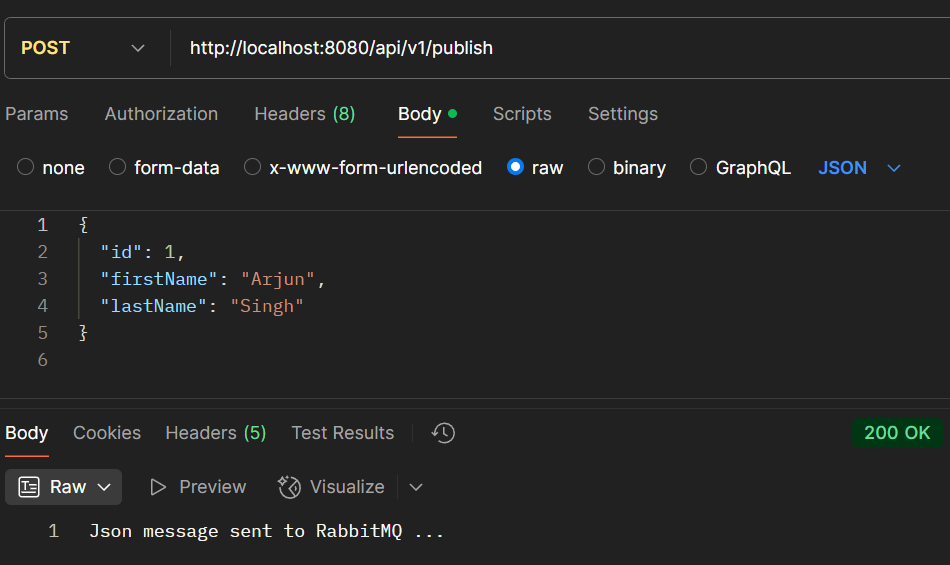 POST http://localhost:8080/api/v1/publish
Params Authorization Headers (8) Body Scripts Settings
none form-data x-www-form-urlencoded raw binary GraphQL JSON
1 {
2 "id": 1,
3 "firstName": "Arjun",
4 "lastName": "Singh"
5 }
6
Body Cookies Headers (5) Test Results 200 OK
Raw Preview Visualize
1 Json message sent to RabbitMQ ...